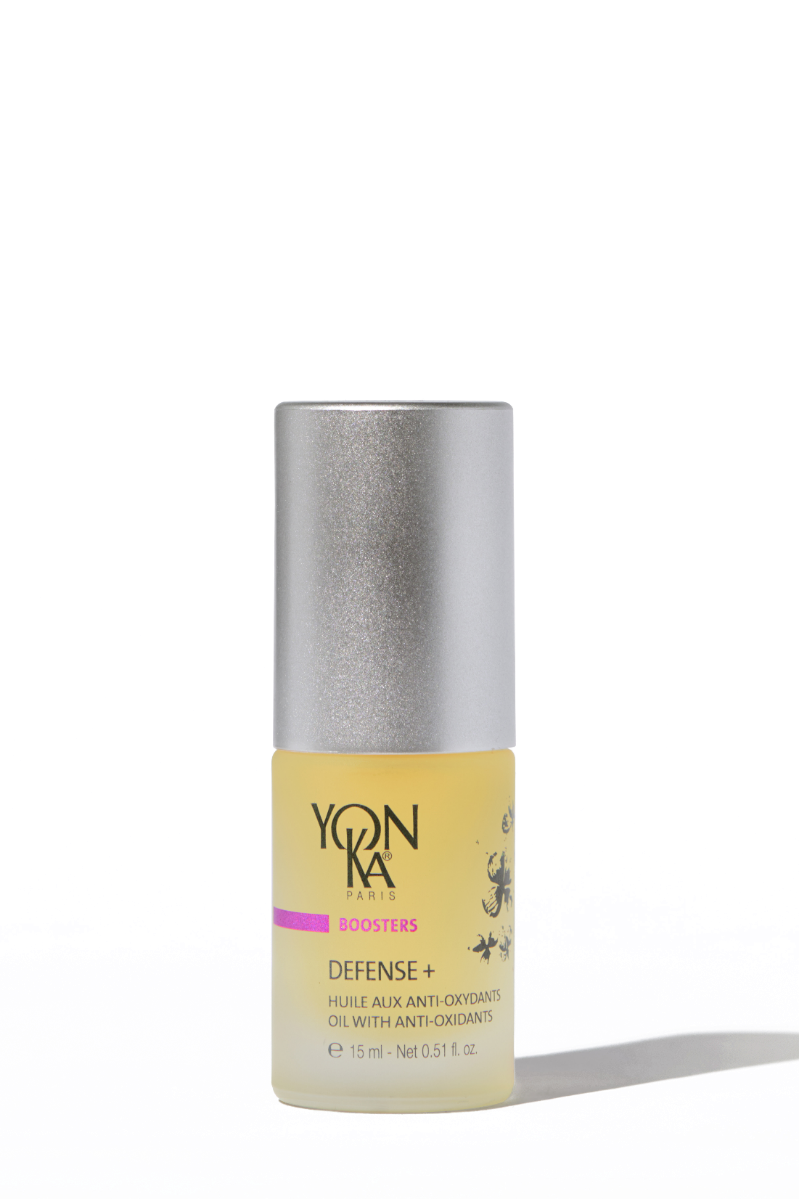 YON
KA®
PARIS
BOOSTERS
DEFENSE +
HUILE AUX ANTI-OXYDANTS
OIL WITH ANTI-OXIDANTS
℮ 15 ml - Net 0.51 fl. oz.